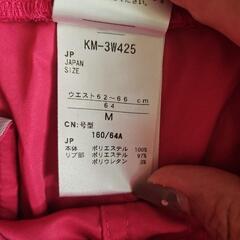 KM-3W425
JP
JAPAN
SIZE
ウエスト62~66 cm
64
M
CN:号型
160/64A
JP
本体 ポリエステル 100%
リブ部 ポリエステル 97%
ポリウレタン 3%